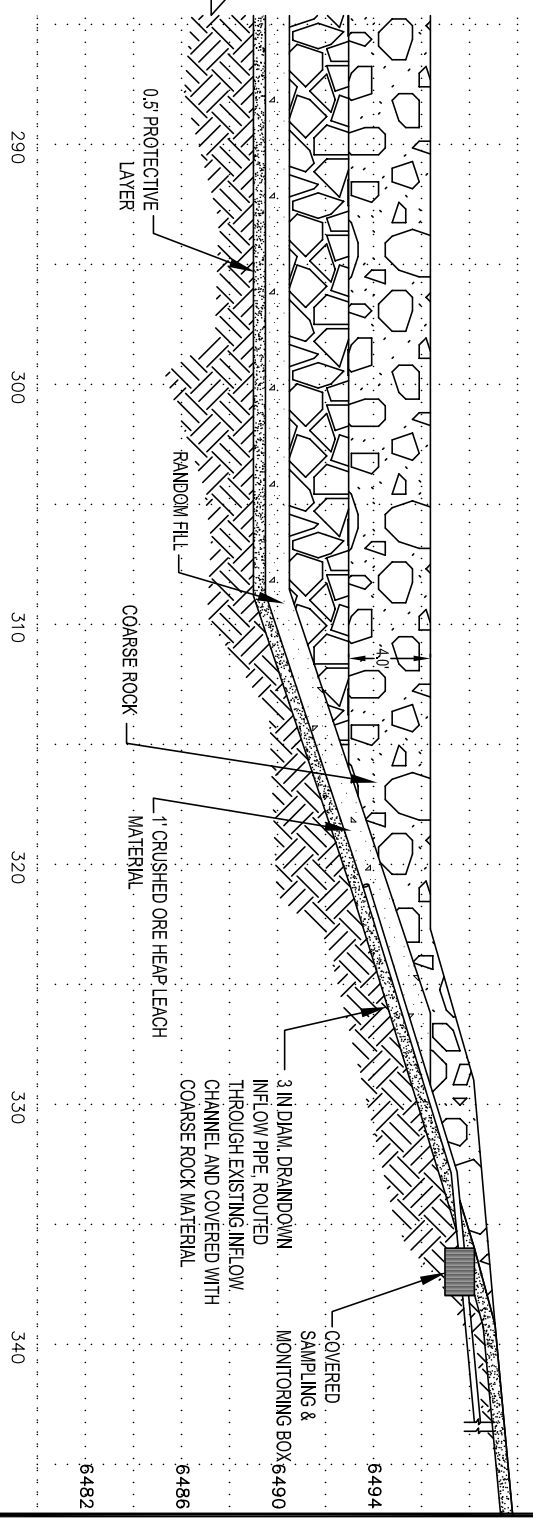 0.5' PROTECTIVE
LAYER
RANDOM FILL
COARSE ROCK
1' CRUSHED ORE HEAP LEACH
MATERIAL
4.0'
3 IN DIAM. DRAINDOWN
INFLOW PIPE, ROUTED
THROUGH EXISTING INFLOW
CHANNEL AND COVERED WITH
COARSE ROCK MATERIAL
COVERED
SAMPLING &
MONITORING BOX
6494
6490
6486
6482
290
300
310
320
330
340